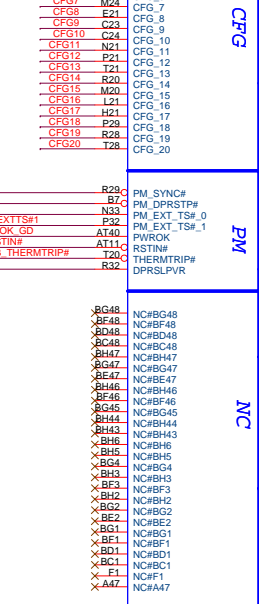 CFG7 M24 CFG_7
CFG8 E21 CFG_8
CFG9 C23 CFG_9
CFG10 C24 CFG_10
CFG11 N21 CFG_11
CFG12 P21 CFG_12
CFG13 T21 CFG_13
CFG14 R20 CFG_14
CFG15 M20 CFG_15
CFG16 L21 CFG_16
CFG17 H21 CFG_17
CFG18 P29 CFG_18
CFG19 R28 CFG_19
CFG20 T28 CFG_20
CFG
R29 PM_SYNC#
B7 PM_DPRSTP#
N33 PM_EXT_TS#_0
EXTTS#1 P32 PM_EXT_TS#_1
OK_GD AT40 PWROK
STIN# AT11 RSTIN#
S_THERMTRIP# T20 THERMTRIP#
R32 DPRSLPVR
PM
BG48 NC#BG48
BF48 NC#BF48
BD48 NC#BD48
BC48 NC#BC48
BH47 NC#BH47
BG47 NC#BG47
BE47 NC#BE47
BH46 NC#BH46
BF46 NC#BF46
BG45 NC#BG45
BH44 NC#BH44
BH43 NC#BH43
BH6 NC#BH6
BH5 NC#BH5
BG4 NC#BG4
BH3 NC#BH3
BF3 NC#BF3
BH2 NC#BH2
BG2 NC#BG2
BE2 NC#BE2
BG1 NC#BG1
BF1 NC#BF1
BD1 NC#BD1
BC1 NC#BC1
F1 NC#F1
A47 NC#A47
NC